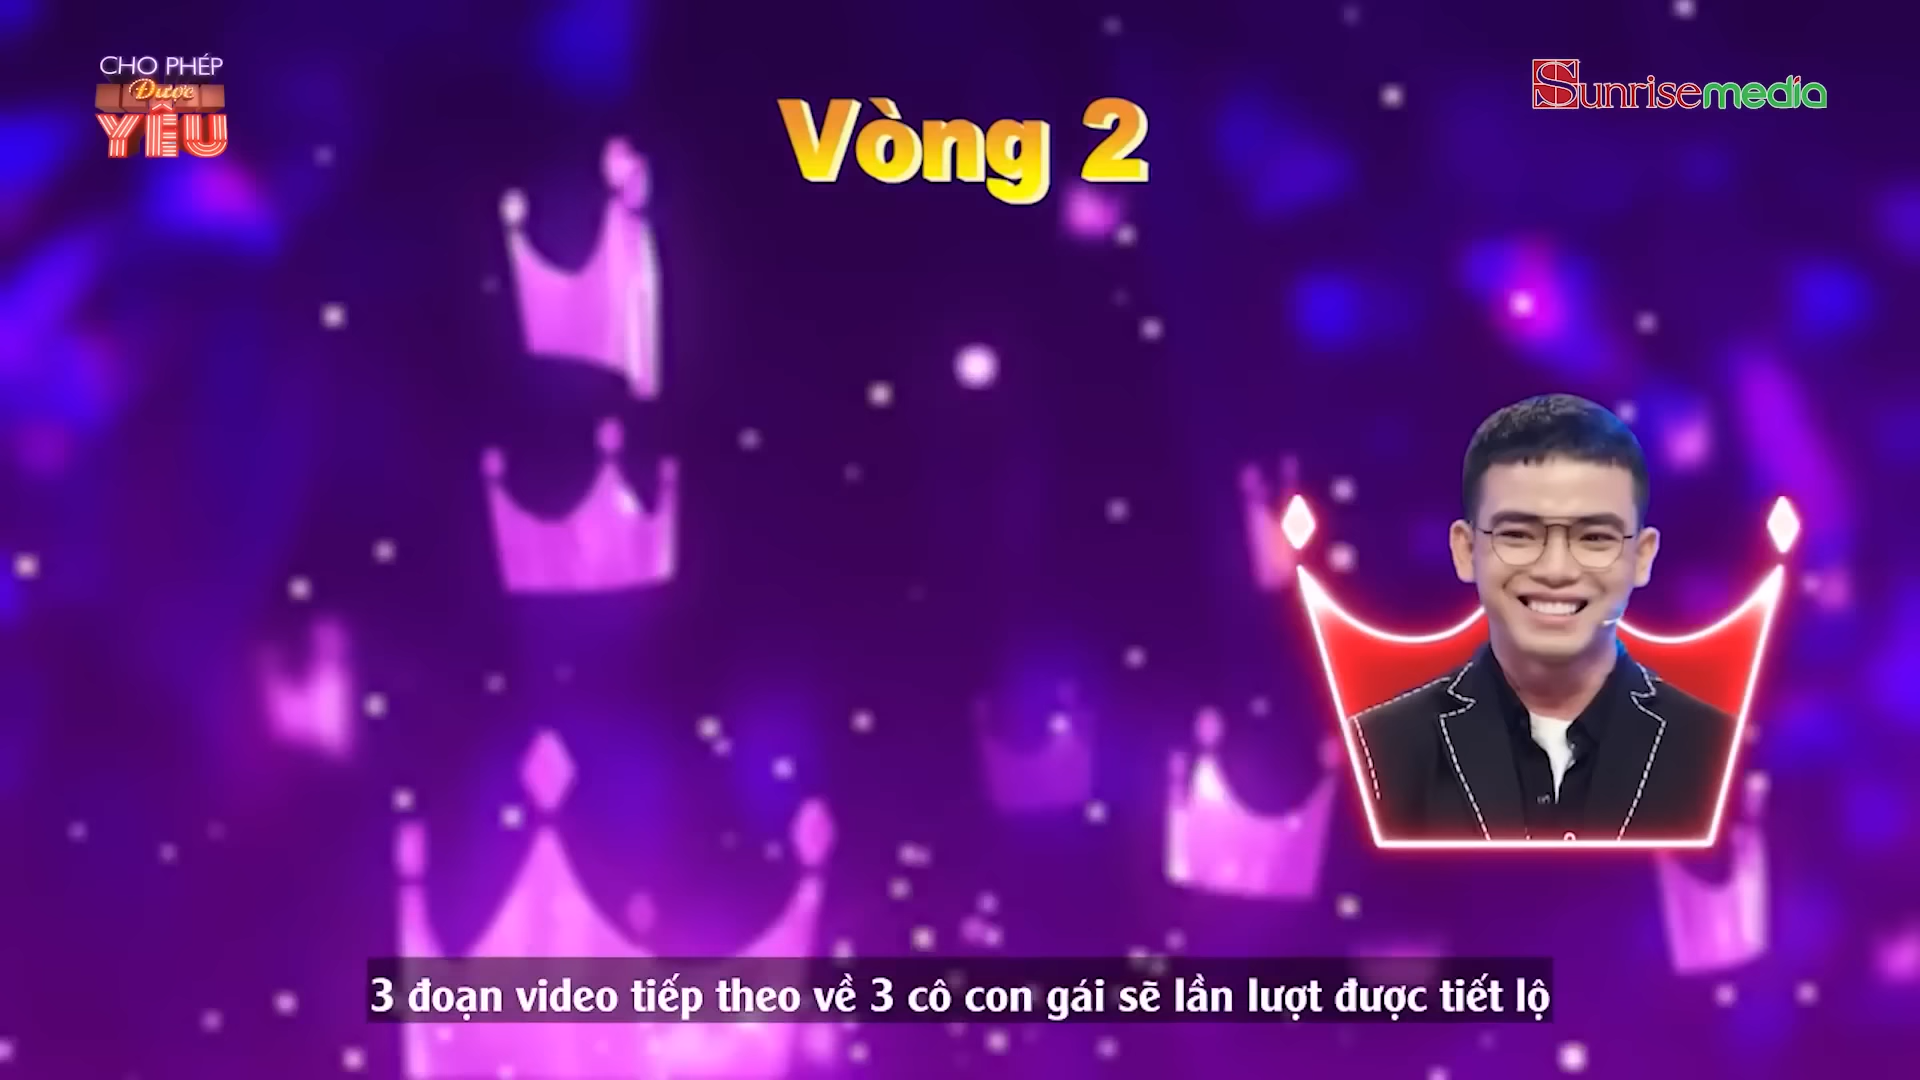 CHO PHÉP
Được
YÊU
Sunrisemedia
Vòng 2
3 đoạn video tiếp theo về 3 cô con gái sẽ lần lượt được tiết lộ